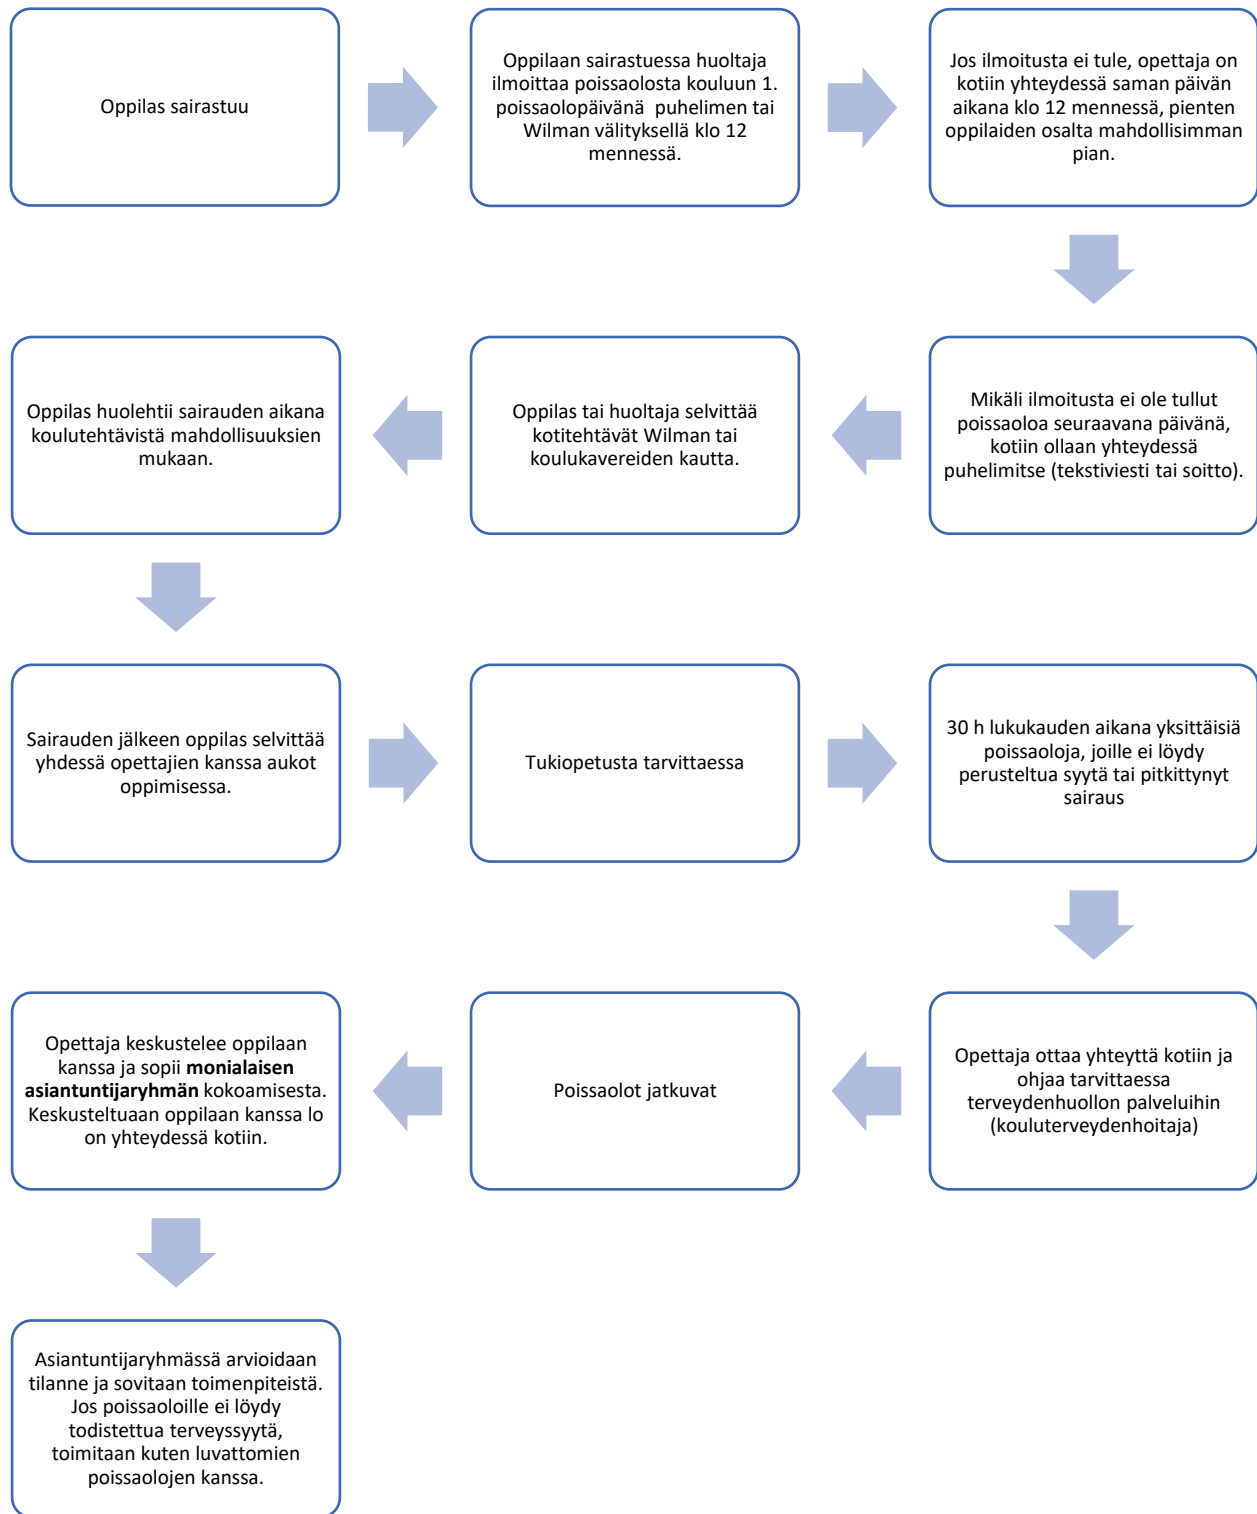 Oppilas sairastuu
Oppilaan sairastuessa huoltaja
ilmoittaa poissaolosta kouluun 1.
poissaolopäivänä puhelimen tai
Wilman välityksellä klo 12
mennessä.
Jos ilmoitusta ei tule, opettaja on
kotiin yhteydessä saman päivän
aikana klo 12 mennessä, pienten
oppilaiden osalta mahdollisimman
pian.
Mikäli ilmoitusta ei ole tullut
poissaoloa seuraavana päivänä,
kotiin ollaan yhteydessä
puhelimitse (tekstiviesti tai soitto).
Oppilas tai huoltaja selvittää
kotitehtävät Wilman tai
koulukavereiden kautta.
Oppilas huolehtii sairauden aikana
koulutehtävistä mahdollisuuksien
mukaan.
Sairauden jälkeen oppilas selvittää
yhdessä opettajien kanssa aukot
oppimisessa.
Tukiopetusta tarvittaessa
30 h lukukauden aikana yksittäisiä
poissaoloja, joille ei löydy
perusteltua syytä tai pitkittynyt
sairaus
Opettaja ottaa yhteyttä kotiin ja
ohjaa tarvittaessa
terveydenhuollon palveluihin
(kouluterveydenhoitaja)
Poissaolot jatkuvat
Opettaja keskustelee oppilaan
kanssa ja sopii monialaisen
asiantuntijaryhmän kokoamisesta.
Keskusteltuaan oppilaan kanssa lo
on yhteydessä kotiin.
Asiantuntijaryhmässä arvioidaan
tilanne ja sovitaan toimenpiteistä.
Jos poissaoloille ei löydy
todistettua terveyssyytä,
toimitaan kuten luvattomien
poissaolojen kanssa.